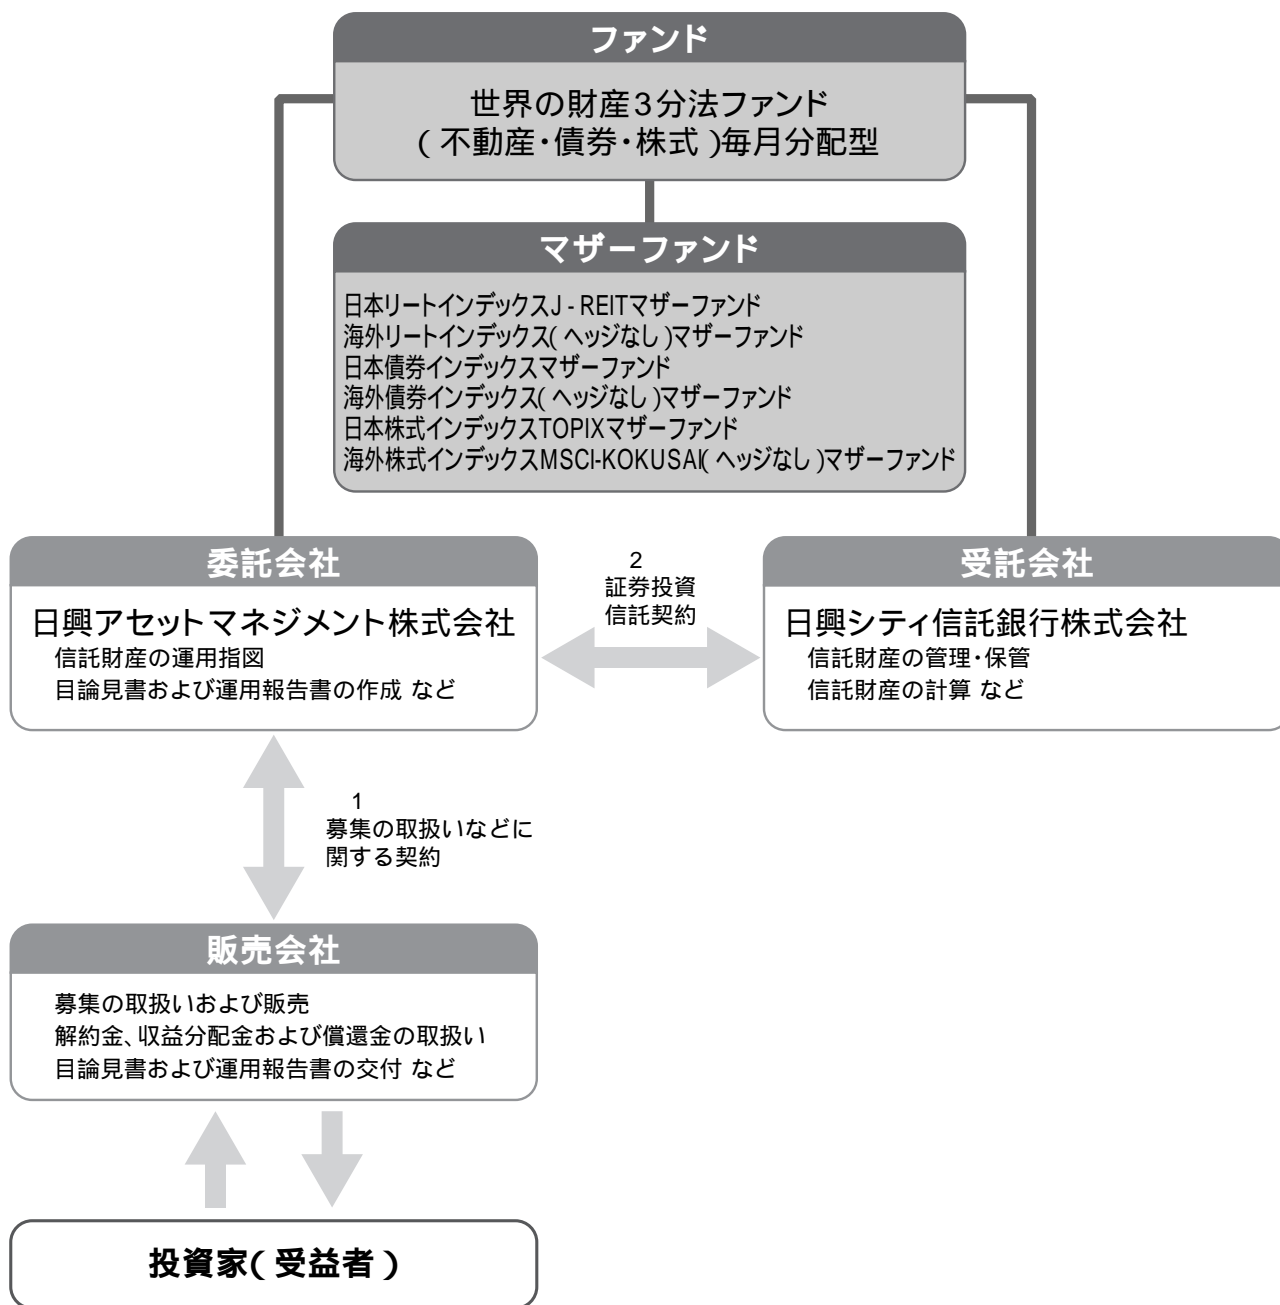 ファンド
世界の財産3分法ファンド
(不動産・債券・株式)毎月分配型
マザーファンド
日本リートインデックスJ-REITマザーファンド
海外リートインデックス(ヘッジなし)マザーファンド
日本債券インデックスマザーファンド
海外債券インデックス(ヘッジなし)マザーファンド
日本株式インデックスTOPIXマザーファンド
海外株式インデックスMSCI-KOKUSAI(ヘッジなし)マザーファンド
委託会社
日興アセットマネジメント株式会社
信託財産の運用指図
目論見書および運用報告書の作成 など
2
証券投資
信託契約
受託会社
日興シティ信託銀行株式会社
信託財産の管理・保管
信託財産の計算 など
1
募集の取扱いなどに
関する契約
販売会社
募集の取扱いおよび販売
解約金、収益分配金および償還金の取扱い
目論見書および運用報告書の交付 など
投資家(受益者)